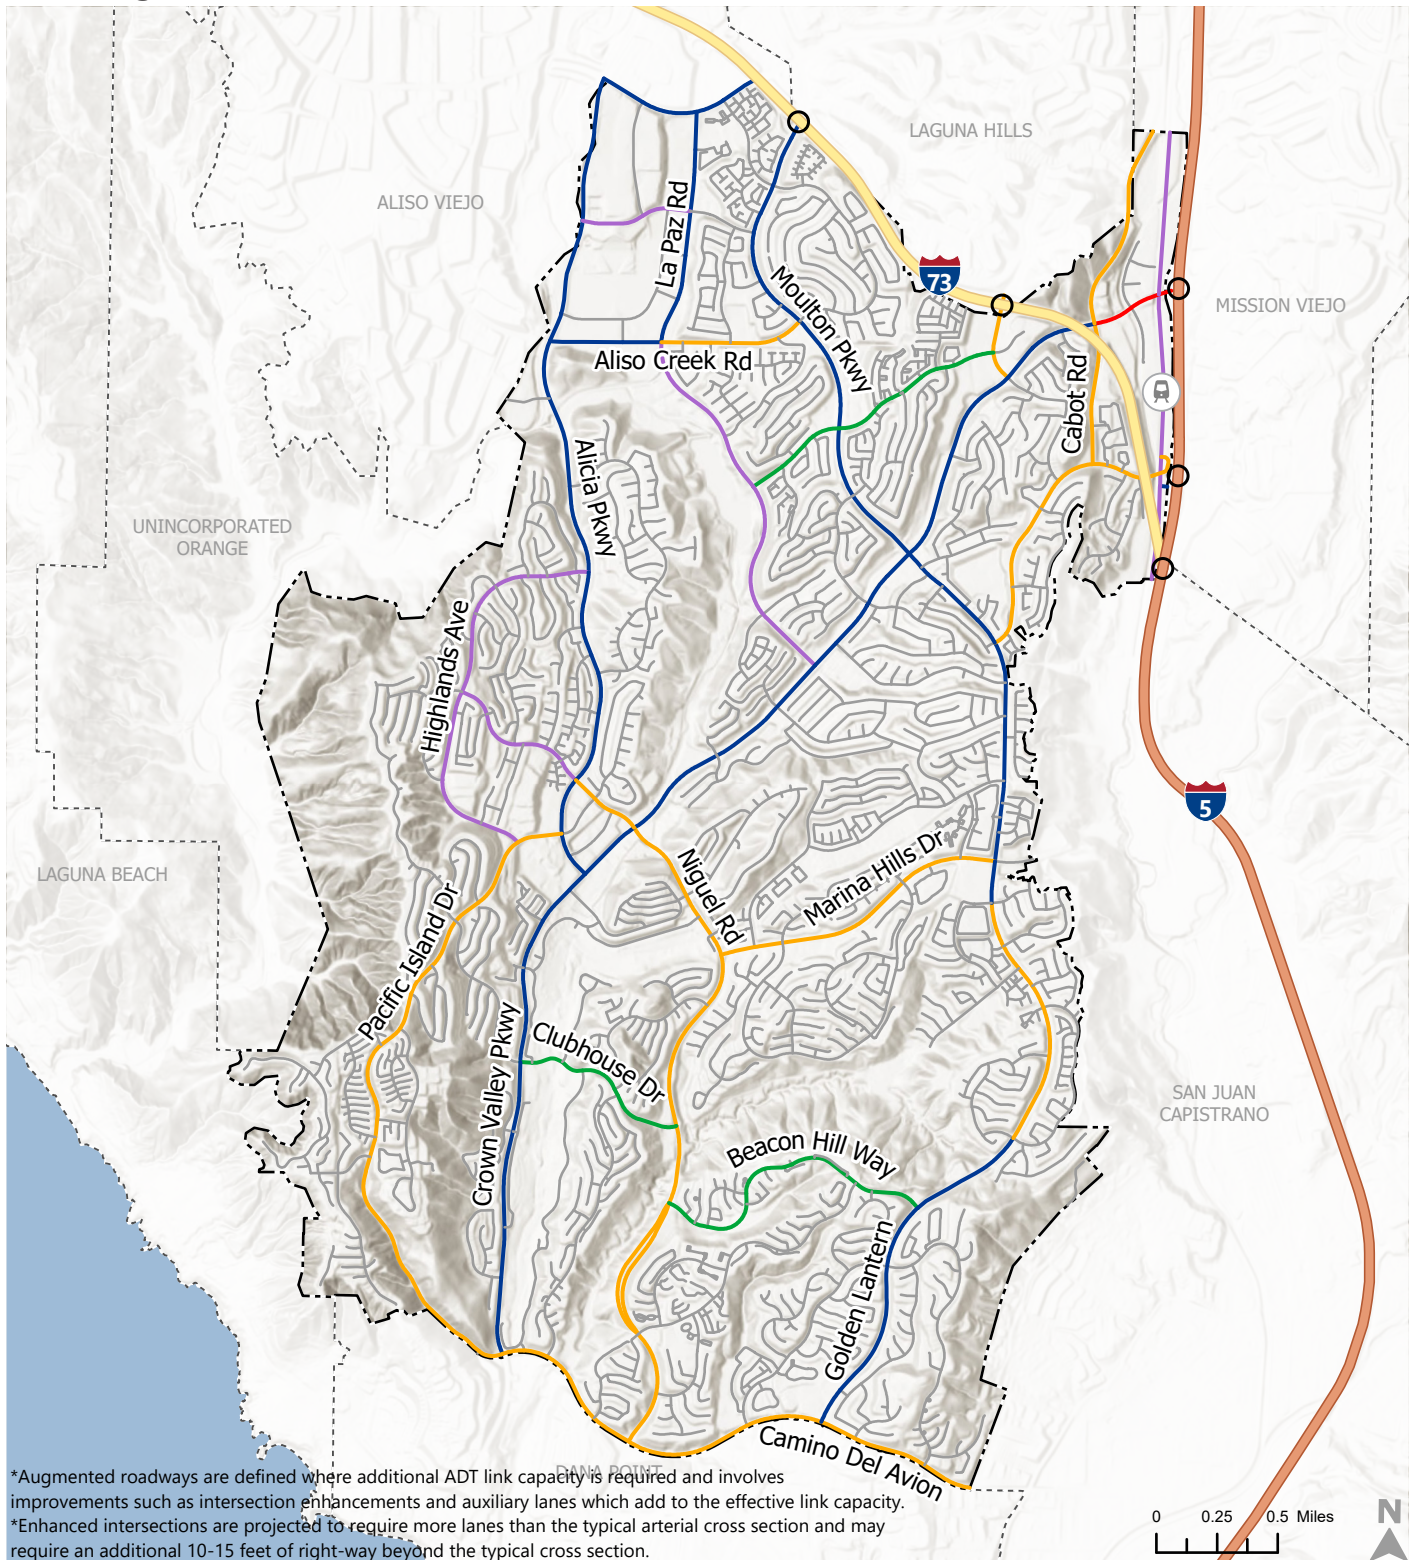 LAGUNA HILLS
ALISO VIEJO
La Paz Rd
73
MISSION VIEJO
Moulton Pkwy
Aliso Creek Rd
Cabot Rd
Alicia Pkwy
UNINCORPORATED
ORANGE
Highlands Ave
5
LAGUNA BEACH
Niguel Rd
Marina Hills Dr
Pacific Island Dr
Crown Valley Pkwy
Clubhouse Dr
SAN JUAN
CAPISTRANO
Beacon Hill Way
Golden Lantern
Camino Del Avion
DANA POINT
*Augmented roadways are defined where additional ADT link capacity is required and involves
improvements such as intersection enhancements and auxiliary lanes which add to the effective link capacity.
*Enhanced intersections are projected to require more lanes than the typical arterial cross section and may
require an additional 10-15 feet of right-way beyond the typical cross section.
0 0.25 0.5 Miles
N